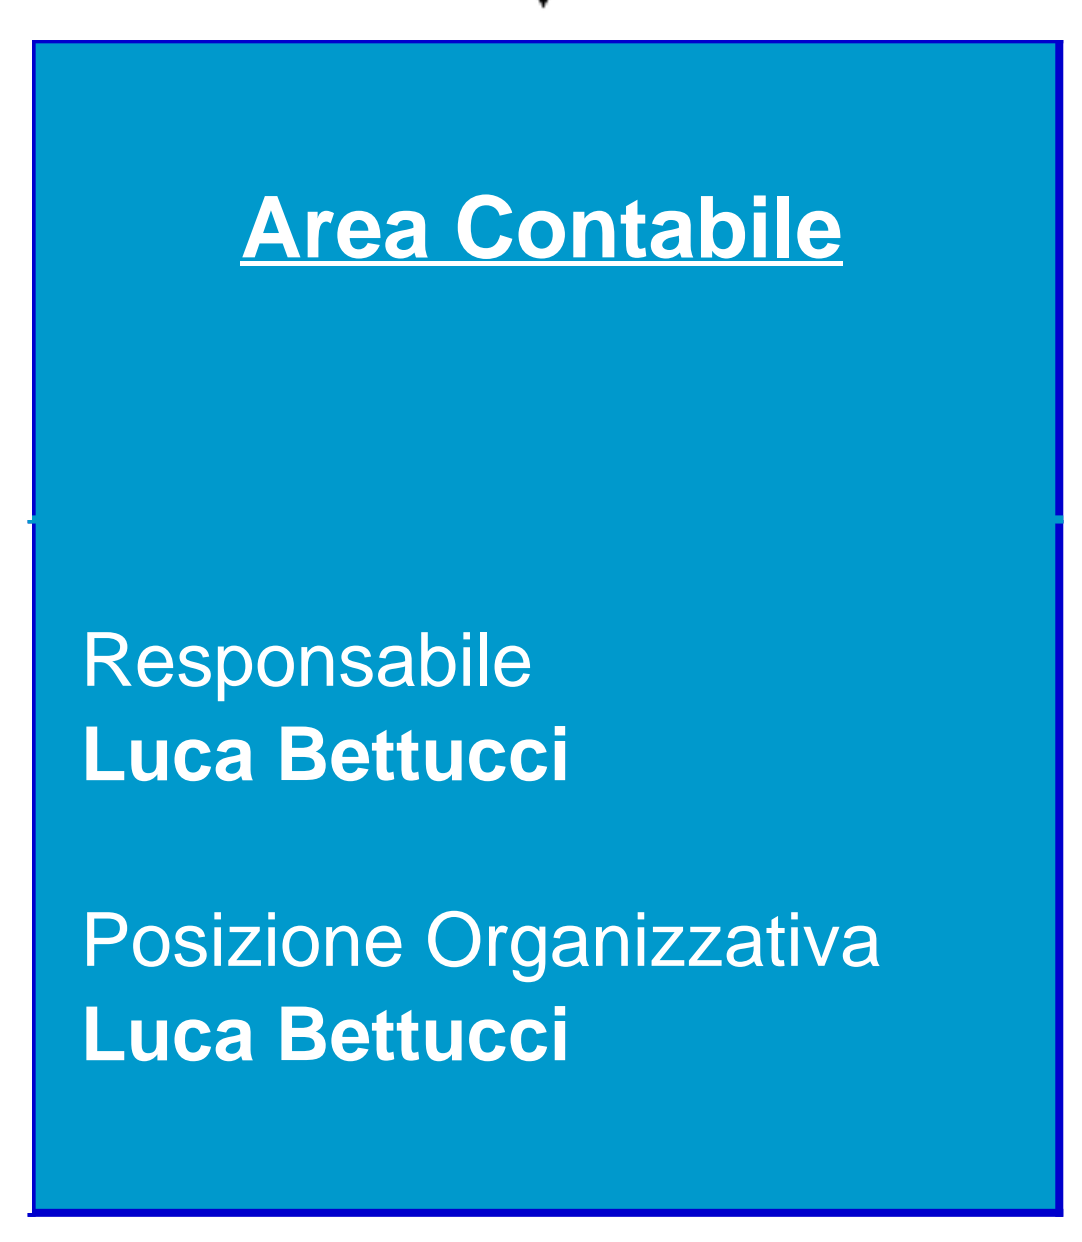 Area Contabile
Responsabile
Luca Bettucci
Posizione Organizzativa
Luca Bettucci